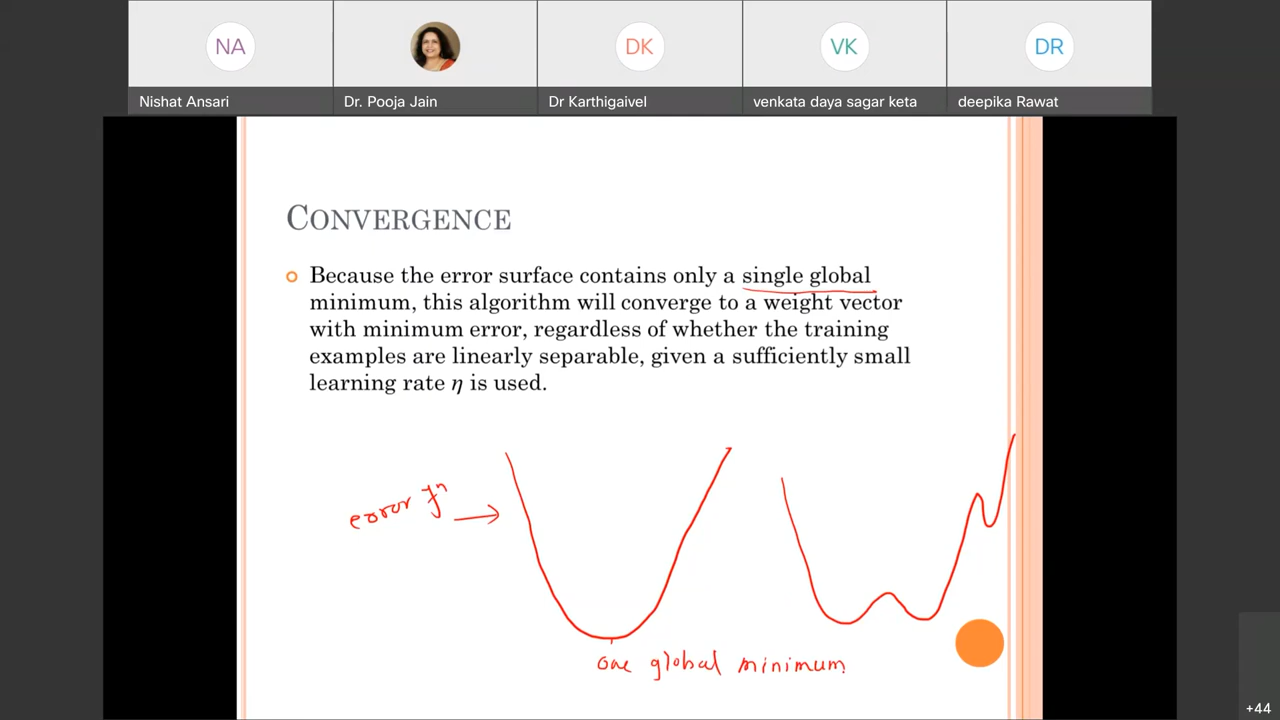 NA
DK
VK
DR
Nishat Ansari
Dr. Pooja Jain
Dr Karthigaivel
venkata daya sagar keta
deepika Rawat
CONVERGENCE
Because the error surface contains only a single global
minimum, this algorithm will converge to a weight vector
with minimum error, regardless of whether the training
examples are linearly separable, given a sufficiently small
learning rate η is used.
error fⁿ
one global minimum
+44